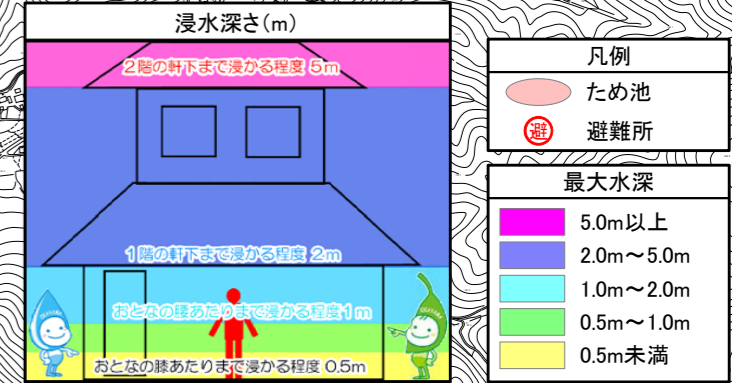 浸水深さ(m)
2階の軒下まで浸かる程度 5m
1階の軒下まで浸かる程度 2m
おとなの腰あたりまで浸かる程度1m
おとなの膝あたりまで浸かる程度 0.5m
凡例
ため池
避 避難所
最大水深
5.0m以上
2.0m～5.0m
1.0m～2.0m
0.5m～1.0m
0.5m未満